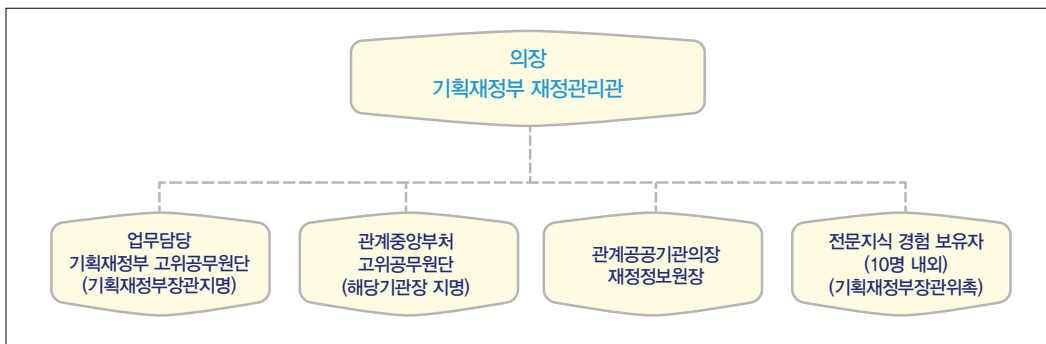 의장
기획재정부 재정관리관
업무담당
기획재정부 고위공무원단
(기획재정부장관지명)
관계중앙부처
고위공무원단
(해당기관장 지명)
관계공공기관의장
재정정보원장
전문지식 경험 보유자
(10명 내외)
(기획재정부장관위촉)